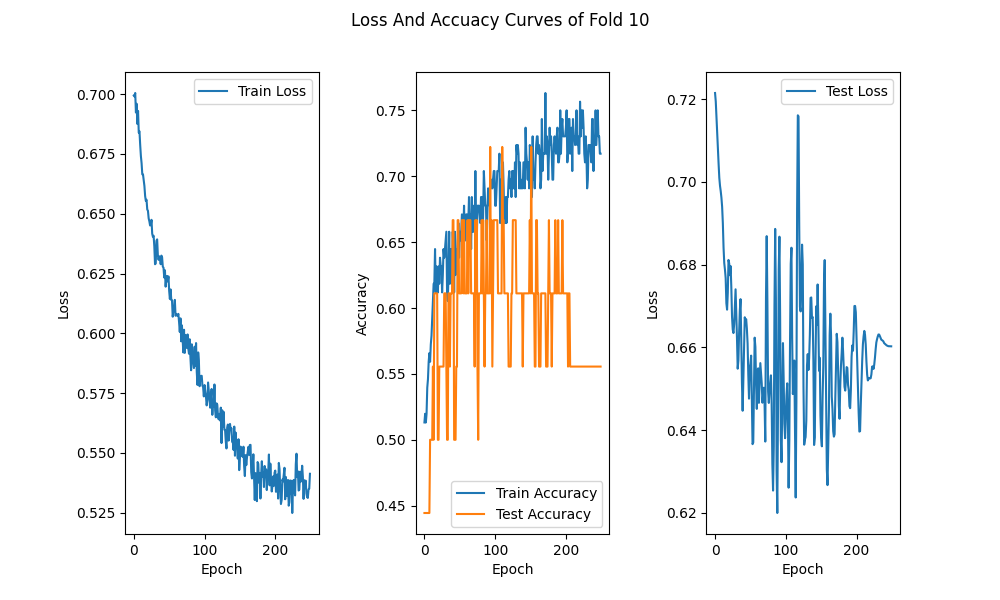 Loss And Accuacy Curves of Fold 10
Train Loss
0.700
0.675
0.650
0.625
0.600
0.575
0.550
0.525
Loss
0
100
200
Epoch
0.75
0.70
0.65
0.60
0.55
0.50
0.45
Accuracy
Train Accuracy
Test Accuracy
0
100
200
Epoch
Test Loss
0.72
0.70
0.68
0.66
0.64
0.62
Loss
0
100
200
Epoch